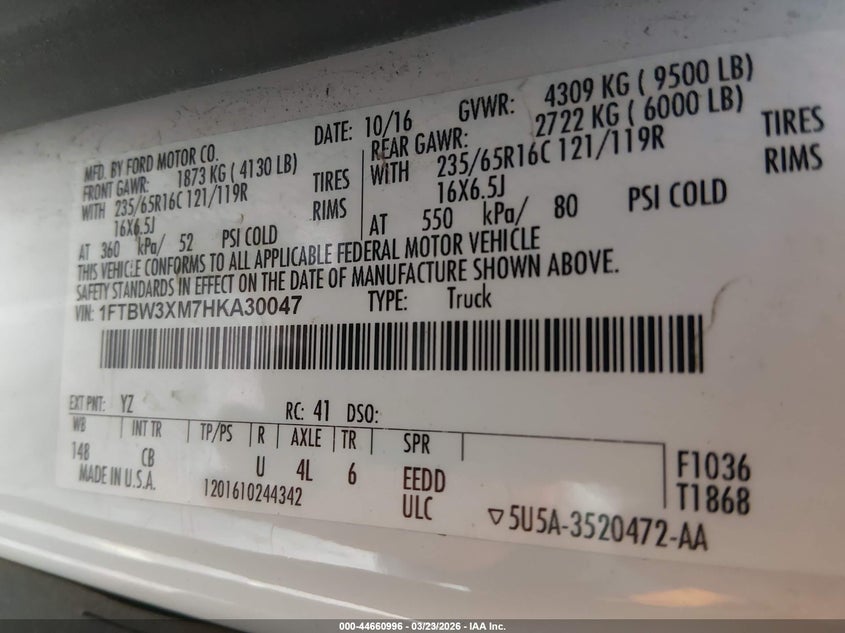 MFD. BY FORD MOTOR CO.
DATE: 10/16
GVWR: 4309 KG ( 9500 LB)
FRONT GAWR: 1873 KG ( 4130 LB)
REAR GAWR: 2722 KG ( 6000 LB)
WITH 235/65R16C 121/119R TIRES
WITH 235/65R16C 121/119R TIRES
16X6.5J RIMS
16X6.5J RIMS
AT 360 kPa/ 52 PSI COLD
AT 550 kPa/ 80 PSI COLD
THIS VEHICLE CONFORMS TO ALL APPLICABLE FEDERAL MOTOR VEHICLE
SAFETY STANDARDS IN EFFECT ON THE DATE OF MANUFACTURE SHOWN ABOVE.
VIN: 1FTBW3XM7HKA30047
TYPE: Truck
EXT PNT: YZ
RC: 41 DSO:
WB INT TR TP/PS R AXLE TR SPR
148 CB U 4L 6 EEDD
F1036
MADE IN U.S.A.
1201610244342
ULC
T1868
▽5U5A-3520472-AA
000-44660996 - 03/23/2026 - IAA Inc.